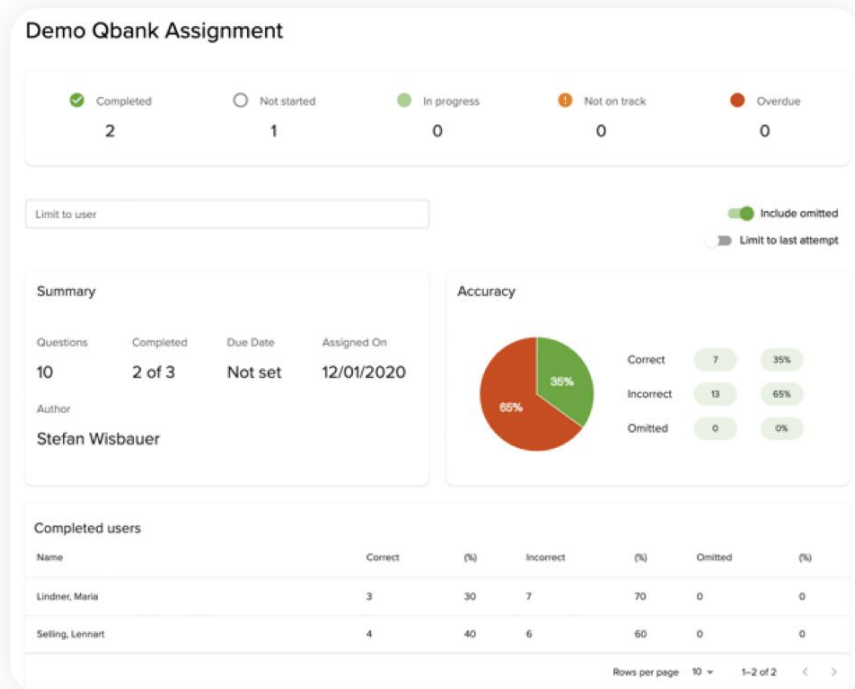 Demo Qbank Assignment
Completed Not started In progress Not on track Overdue
2 1 0 0 0
Limit to user
Include omitted
Limit to last attempt
Summary
Questions Completed Due Date Assigned On
10 2 of 3 Not set 12/01/2020
Author
Stefan Wisbauer
Accuracy
35%
65%
Correct 7 35%
Incorrect 13 65%
Omitted 0 0%
Completed users
Name Correct (%) Incorrect (%) Omitted (%)
Lindner, Maria 3 30 7 70 0 0
Selling, Lennart 4 40 6 60 0 0
Rows per page 10 1–2 of 2